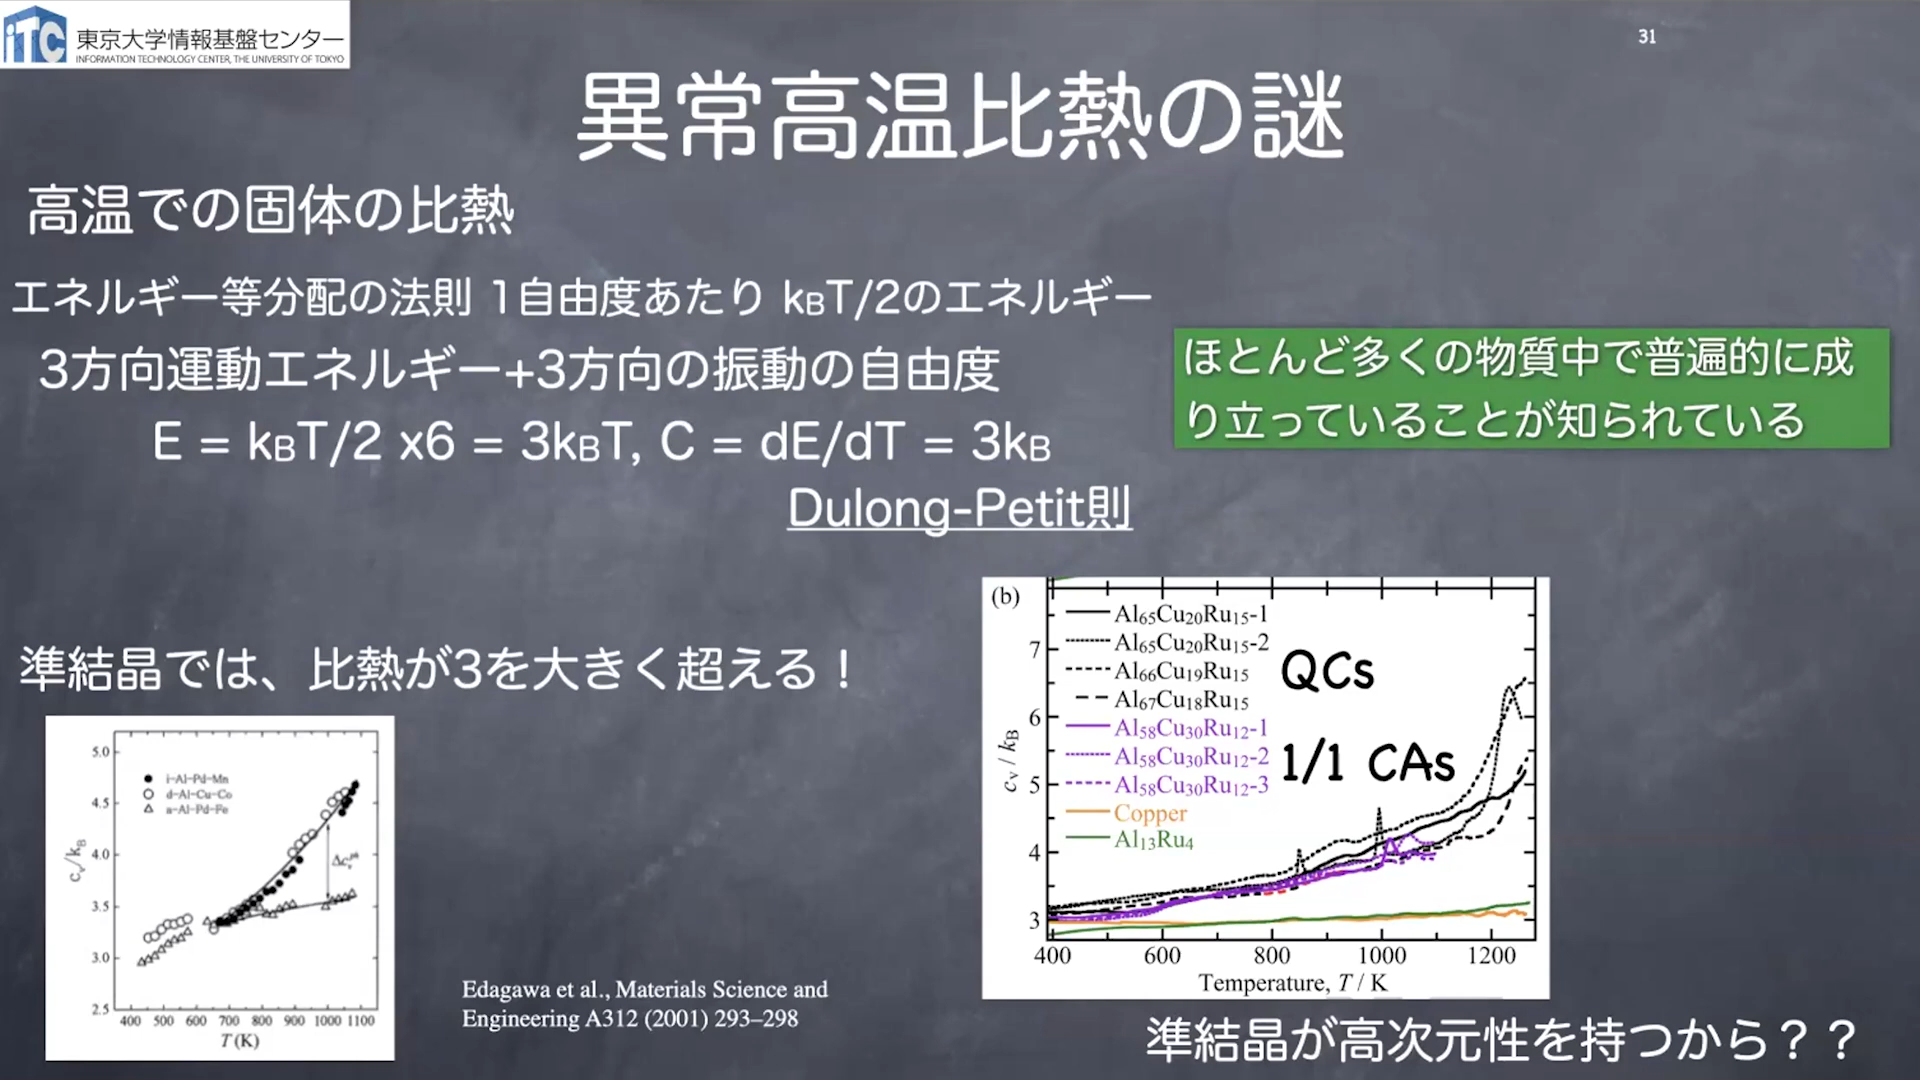 iTC 東京大学情報基盤センター
INFORMATION TECHNOLOGY CENTER, THE UNIVERSITY OF TOKYO
31
異常高温比熱の謎
高温での固体の比熱
エネルギー等分配の法則 1自由度あたり kBT/2のエネルギー
3方向運動エネルギー+3方向の振動の自由度
E = kBT/2 x6 = 3kBT, C = dE/dT = 3kB
Dulong-Petit則
ほとんど多くの物質中で普遍的に成
り立っていることが知られている
準結晶では、比熱が3を大きく超える！
5.0
4.5
4.0
3.5
3.0
2.5
cv/kB
i-Al-Pd-Mn
d-Al-Cu-Co
a-Al-Pd-Fe
400 500 600 700 800 900 1000 1100
T (K)
Edagawa et al., Materials Science and
Engineering A312 (2001) 293–298
(b)
Al65Cu20Ru15-1
Al65Cu20Ru15-2
Al66Cu19Ru15
Al67Cu18Ru15
Al58Cu30Ru12-1
Al58Cu30Ru12-2
Al58Cu30Ru12-3
Copper
Al13Ru4
QCs
1/1 CAs
7
6
5
4
3
cv / kB
400 600 800 1000 1200
Temperature, T / K
準結晶が高次元性を持つから？？